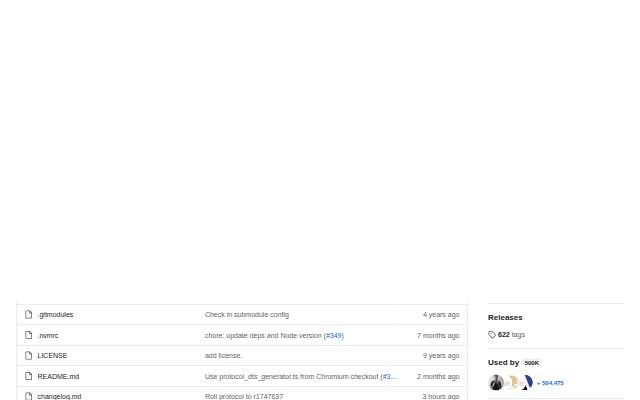 .gitmodules Check in submodule config 4 years ago
.nvmrc chore: update deps and Node version (#349) 7 months ago
LICENSE add license. 9 years ago
README.md Use protocol_dts_generator.ts from Chromium checkout (#3... 2 months ago
changelog.md Roll protocol to r1747637 3 hours ago
Releases
622 tags
Used by 500K
+ 504,475